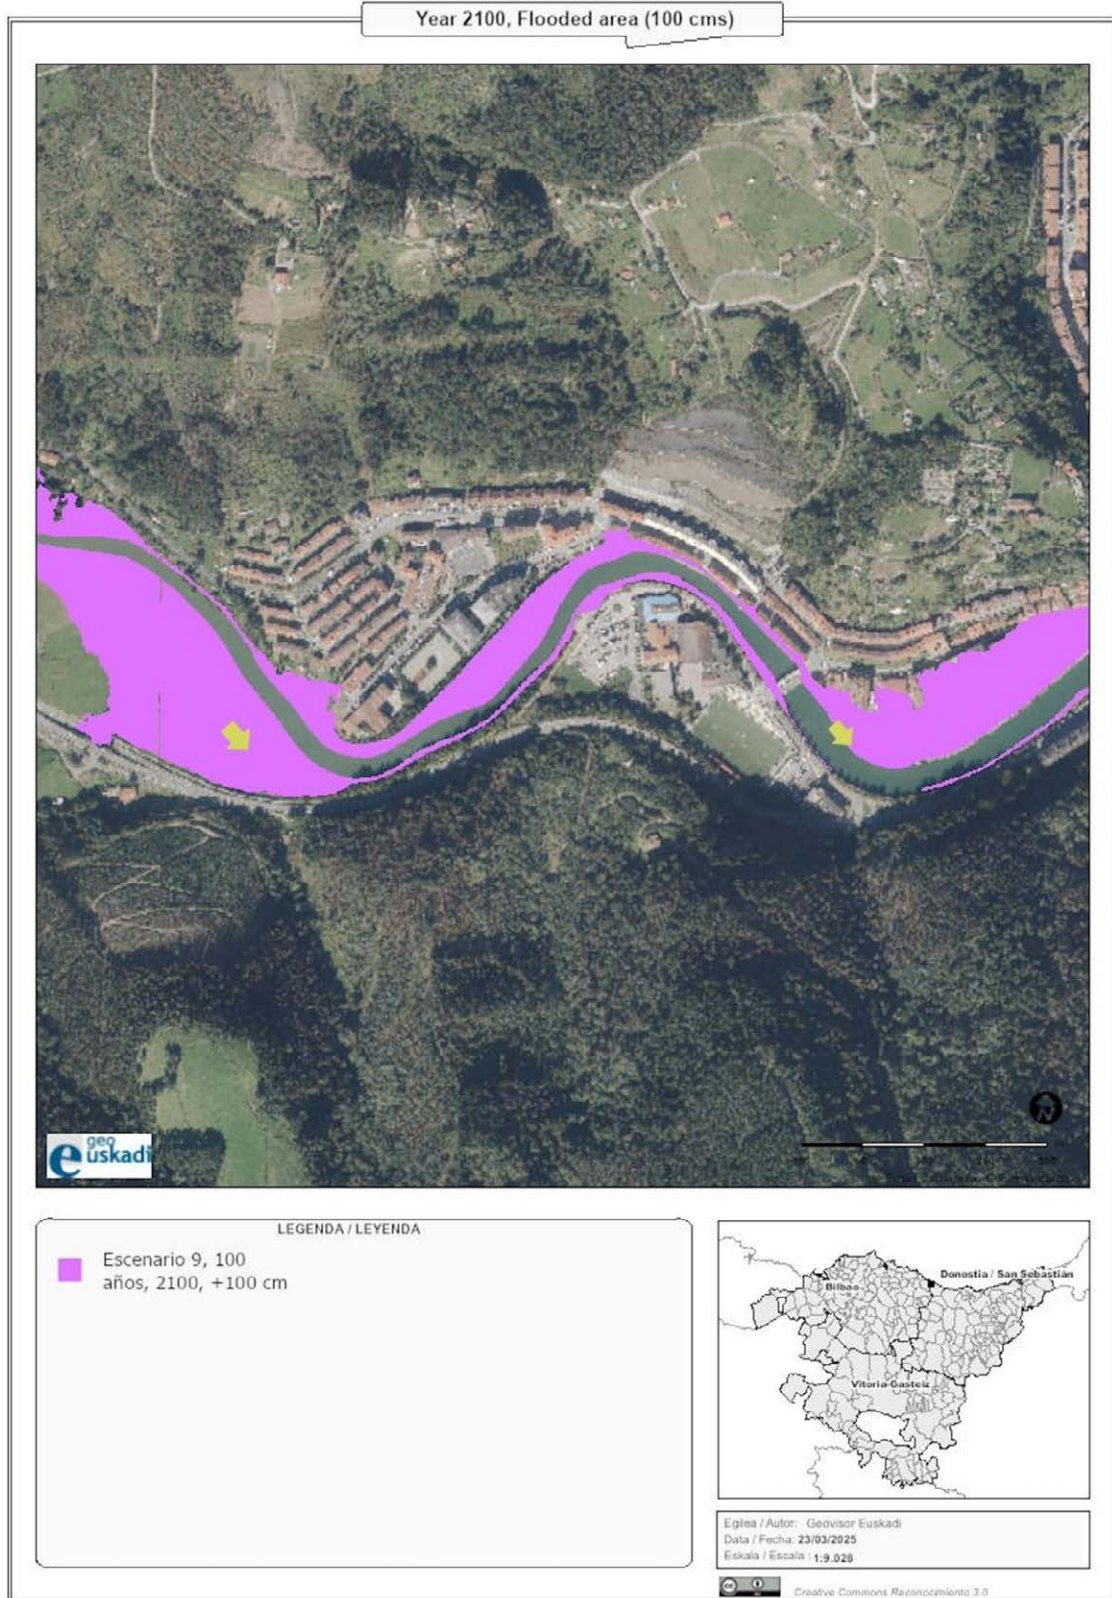 Year 2100, Flooded area (100 cms)
geo
euskadi
LEGENDA / LEYENDA
Escenario 9, 100
años, 2100, +100 cm
Donostia / San Sebastián
Bilbao
Vitoria-Gasteiz
Egilea / Autor: Geovisor Euskadi
Data / Fecha: 23/03/2025
Eskala / Escala : 1:9.028
cc
Creative Commons Reconocimiento 3.0